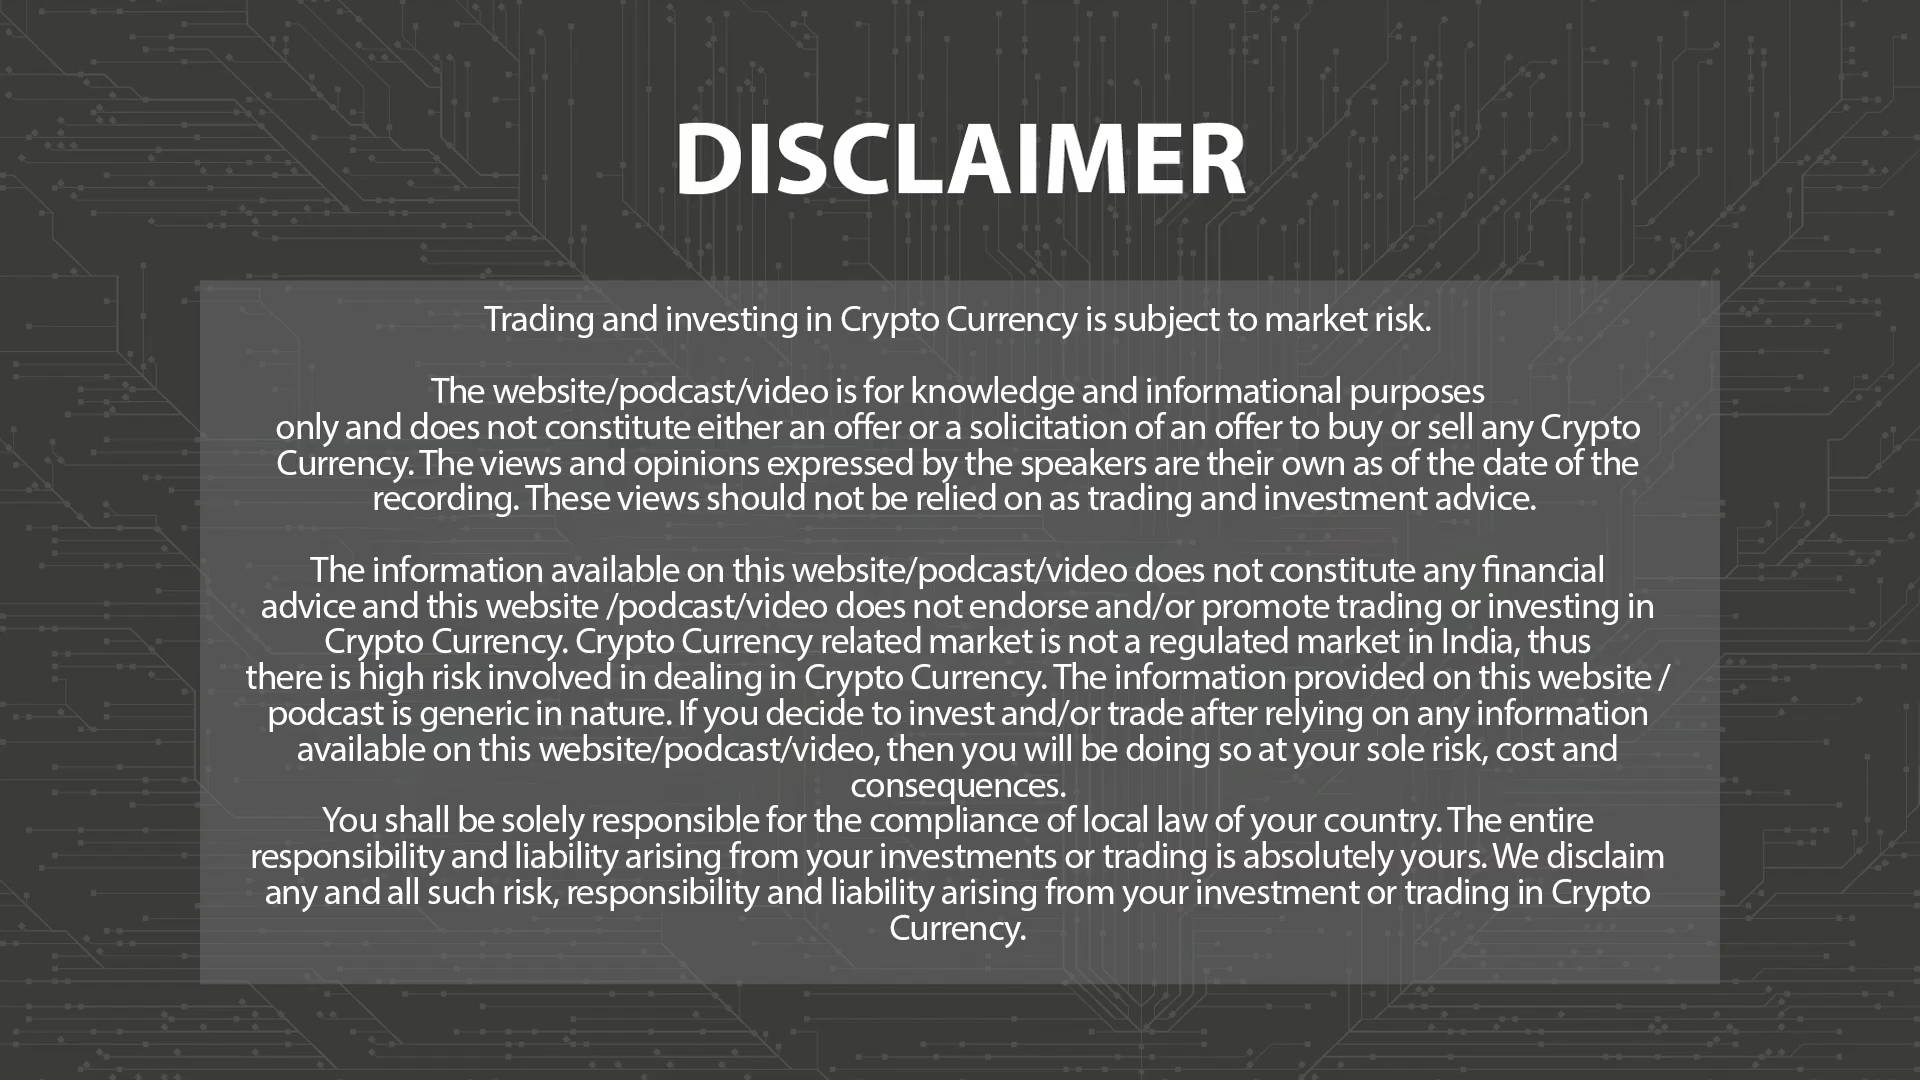 DISCLAIMER
Trading and investing in Crypto Currency is subject to market risk.
The website/podcast/video is for knowledge and informational purposes
only and does not constitute either an offer or a solicitation of an offer to buy or sell any Crypto
Currency. The views and opinions expressed by the speakers are their own as of the date of the
recording. These views should not be relied on as trading and investment advice.
The information available on this website/podcast/video does not constitute any financial
advice and this website /podcast/video does not endorse and/or promote trading or investing in
Crypto Currency. Crypto Currency related market is not a regulated market in India, thus
there is high risk involved in dealing in Crypto Currency. The information provided on this website /
podcast is generic in nature. If you decide to invest and/or trade after relying on any information
available on this website/podcast/video, then you will be doing so at your sole risk, cost and
consequences.
You shall be solely responsible for the compliance of local law of your country. The entire
responsibility and liability arising from your investments or trading is absolutely yours. We disclaim
any and all such risk, responsibility and liability arising from your investment or trading in Crypto
Currency.